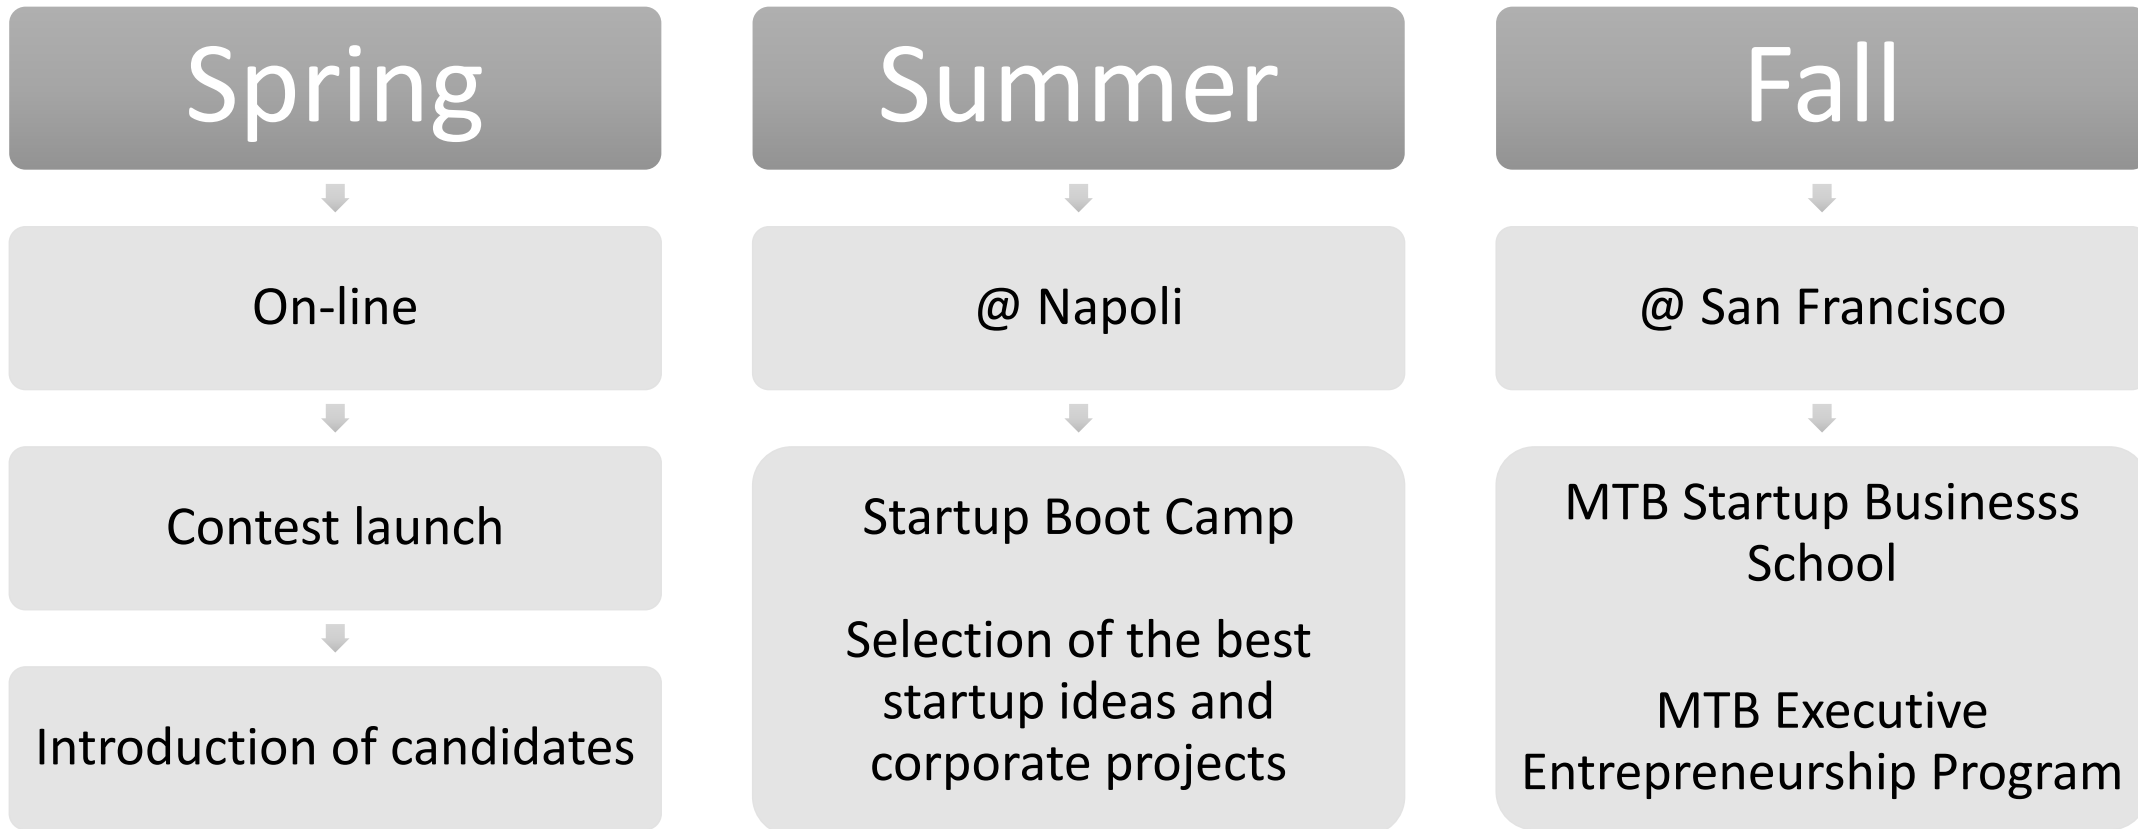 Spring
On-line
Contest launch
Introduction of candidates
Summer
@ Napoli
Startup Boot Camp
Selection of the best
startup ideas and
corporate projects
Fall
@ San Francisco
MTB Startup Businesss
School
MTB Executive
Entrepreneurship Program